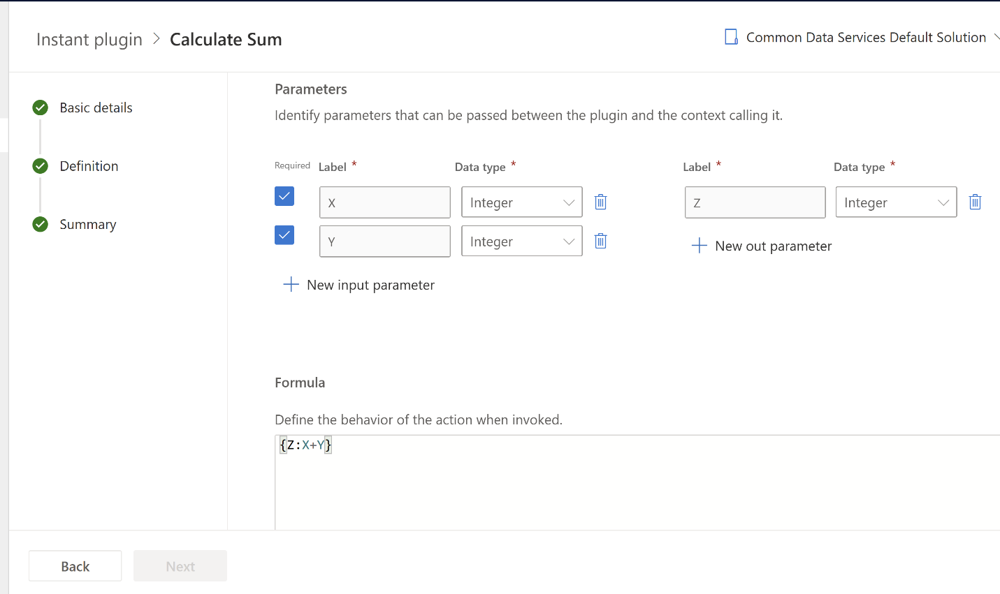 Instant plugin > Calculate Sum
Common Data Services Default Solution
Basic details
Definition
Summary
Parameters
Identify parameters that can be passed between the plugin and the context calling it.
Required Label * Data type *
X Integer
Y Integer
New input parameter
Label * Data type *
Z Integer
New out parameter
Formula
Define the behavior of the action when invoked.
{Z:X+Y}
Back Next